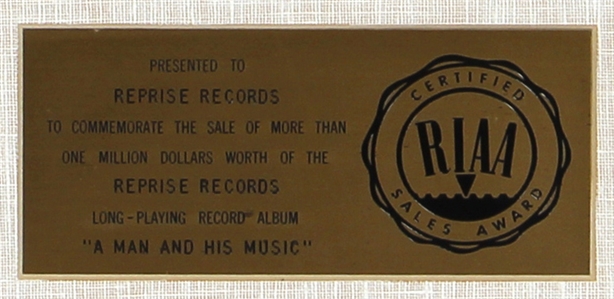 PRESENTED TO
REPRISE RECORDS
TO COMMEMORATE THE SALE OF MORE THAN
ONE MILLION DOLLARS WORTH OF THE
REPRISE RECORDS
LONG-PLAYING RECORD ALBUM
"A MAN AND HIS MUSIC"
CERTIFIED
RIAA
SALES AWARD